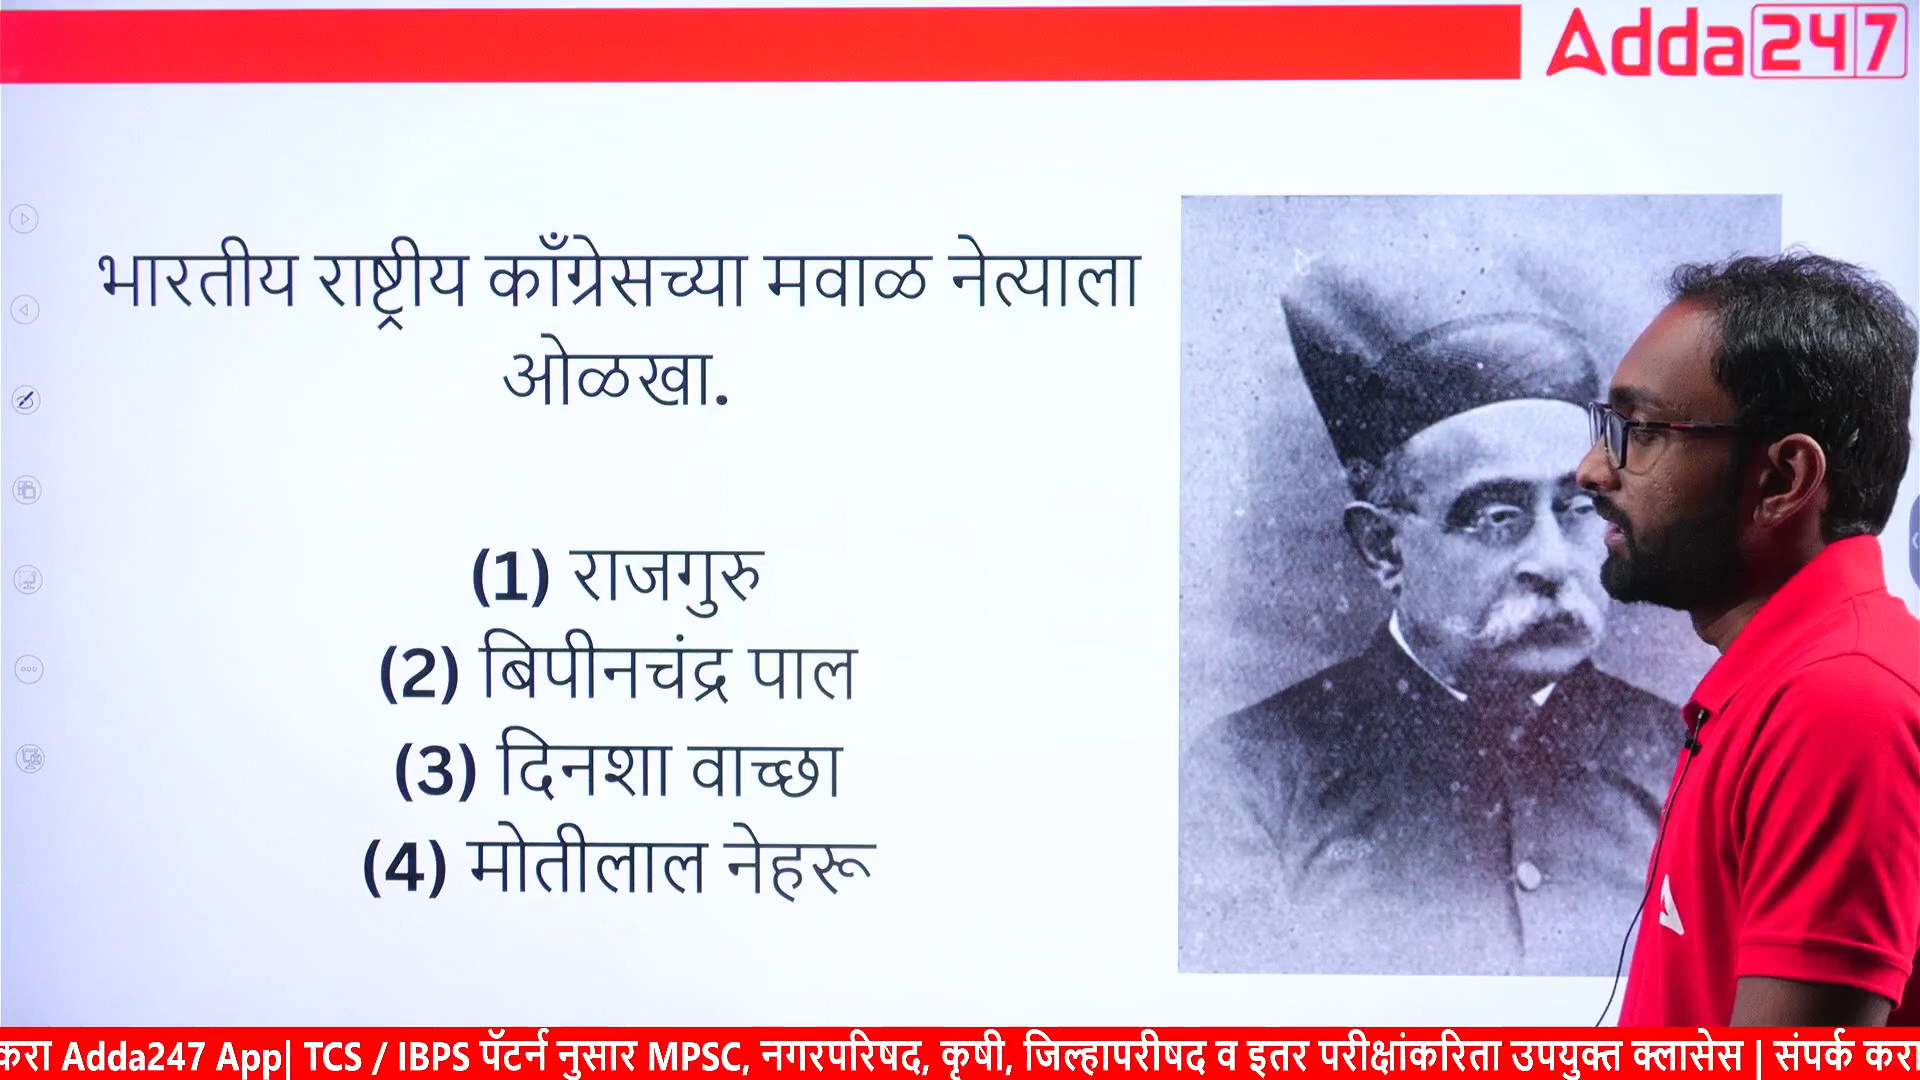 Adda247
भारतीय राष्ट्रीय काँग्रेसच्या मवाळ नेत्याला
ओळखा.
(1) राजगुरु
(2) बिपीनचंद्र पाल
(3) दिनशा वाच्छा
(4) मोतीलाल नेहरू
करा Adda247 App| TCS / IBPS पॅटर्न नुसार MPSC, नगरपरिषद, कृषी, जिल्हापरीषद व इतर परीक्षांकरिता उपयुक्त क्लासेस | संपर्क करा